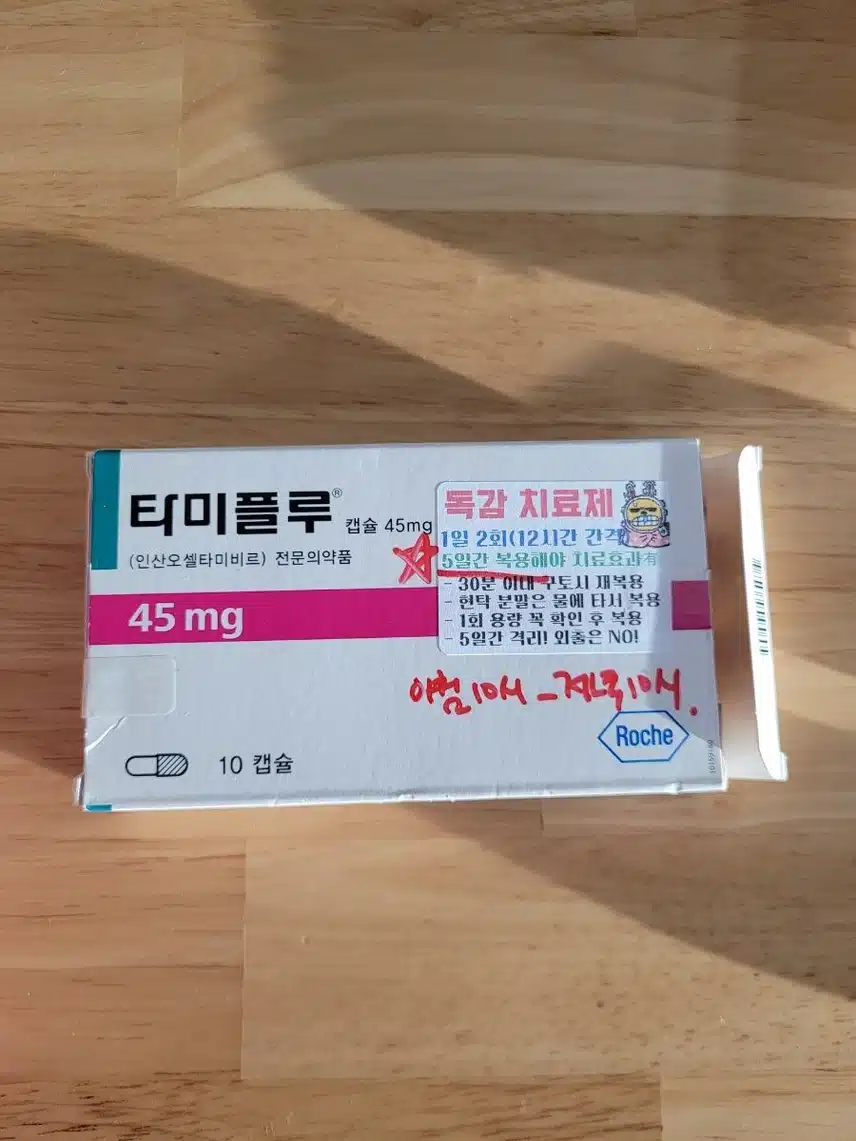 타미플루® 캡슐 45mg
(인산오셀타미비르) 전문의약품
45 mg
독감 치료제
1일 2회(12시간 간격)
5일간 복용해야 치료효과有
- 30분 이내 구토시 재복용
- 현탁 분말은 물에 타서 복용
- 1회 용량 꼭 확인 후 복용
- 5일간 격리! 외출은 NO!
아침 10시 - 저녁 10시.
Roche
10 캡슐